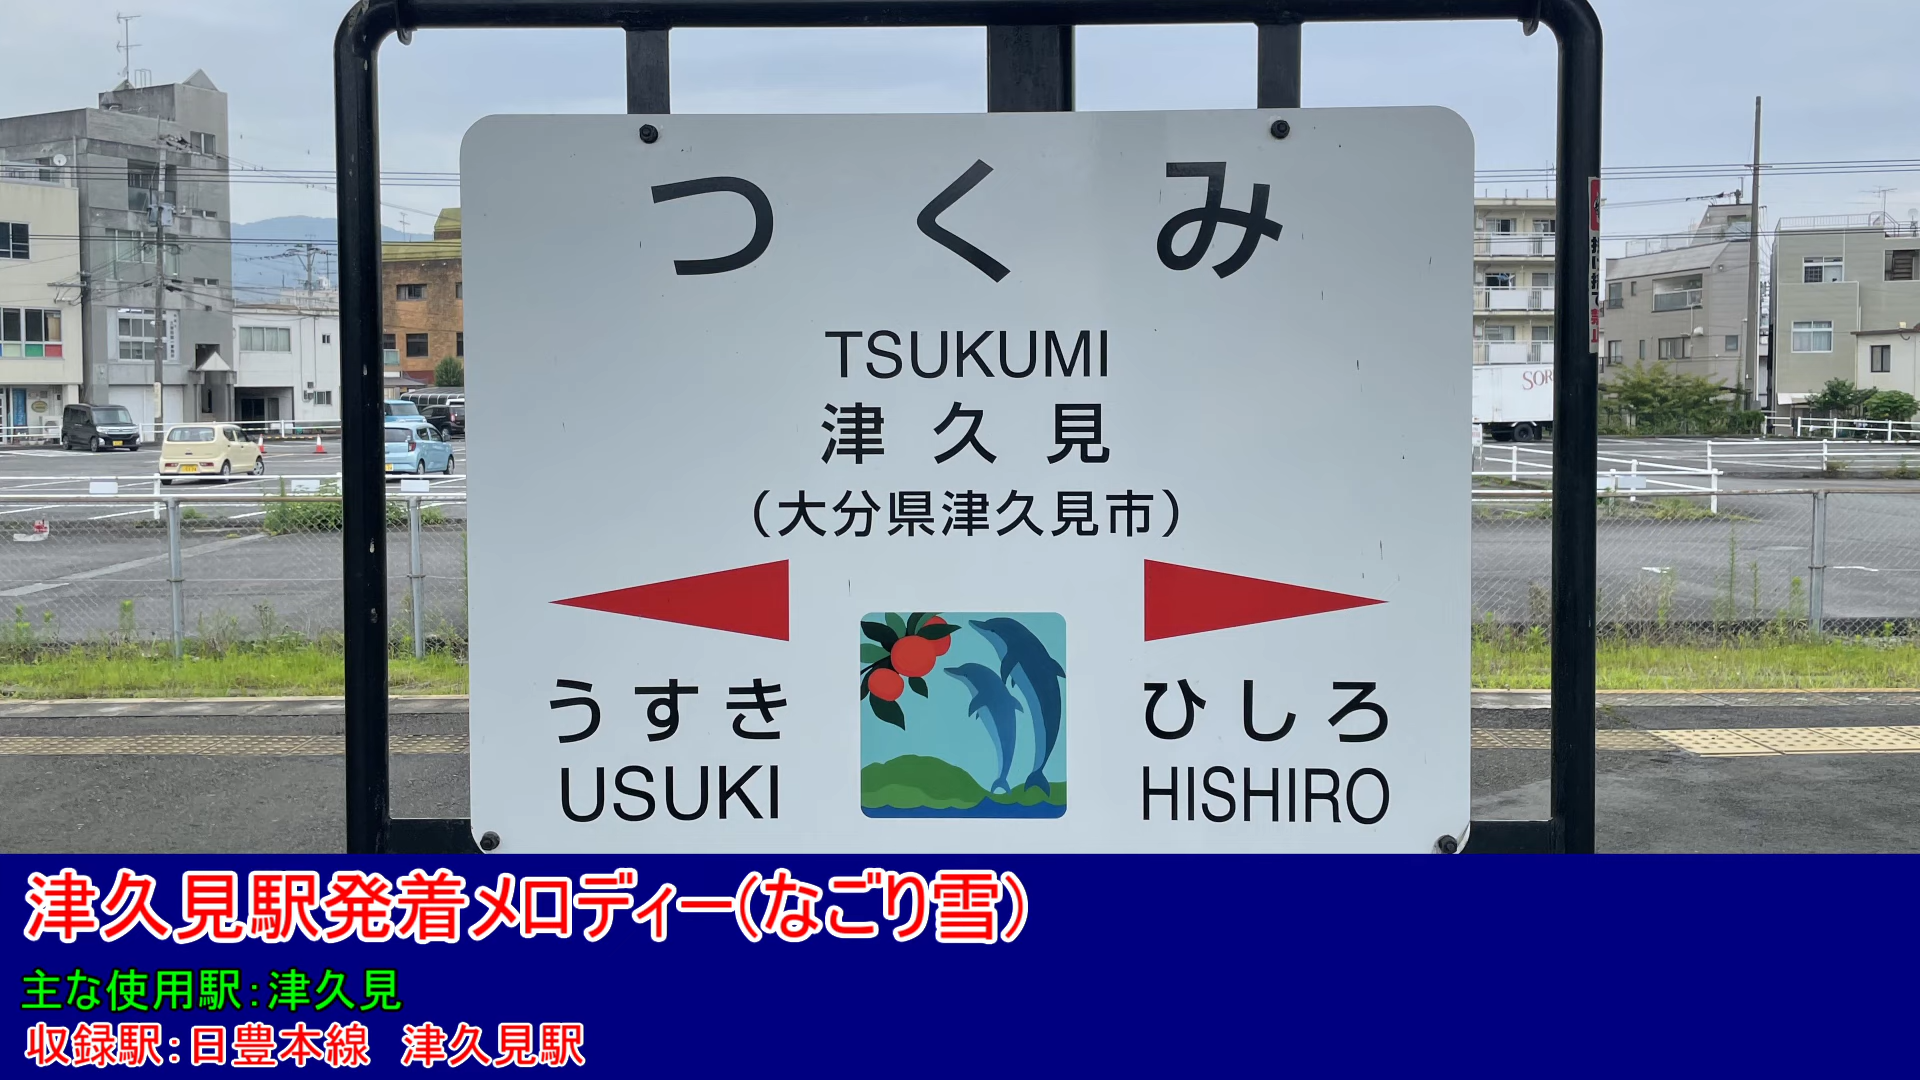 つくみ
TSUKUMI
津久見
（大分県津久見市）
うすき
USUKI
ひしろ
HISHIRO
SOR
津久見駅発着メロディー(なごり雪)
主な使用駅：津久見
収録駅：日豊本線　津久見駅